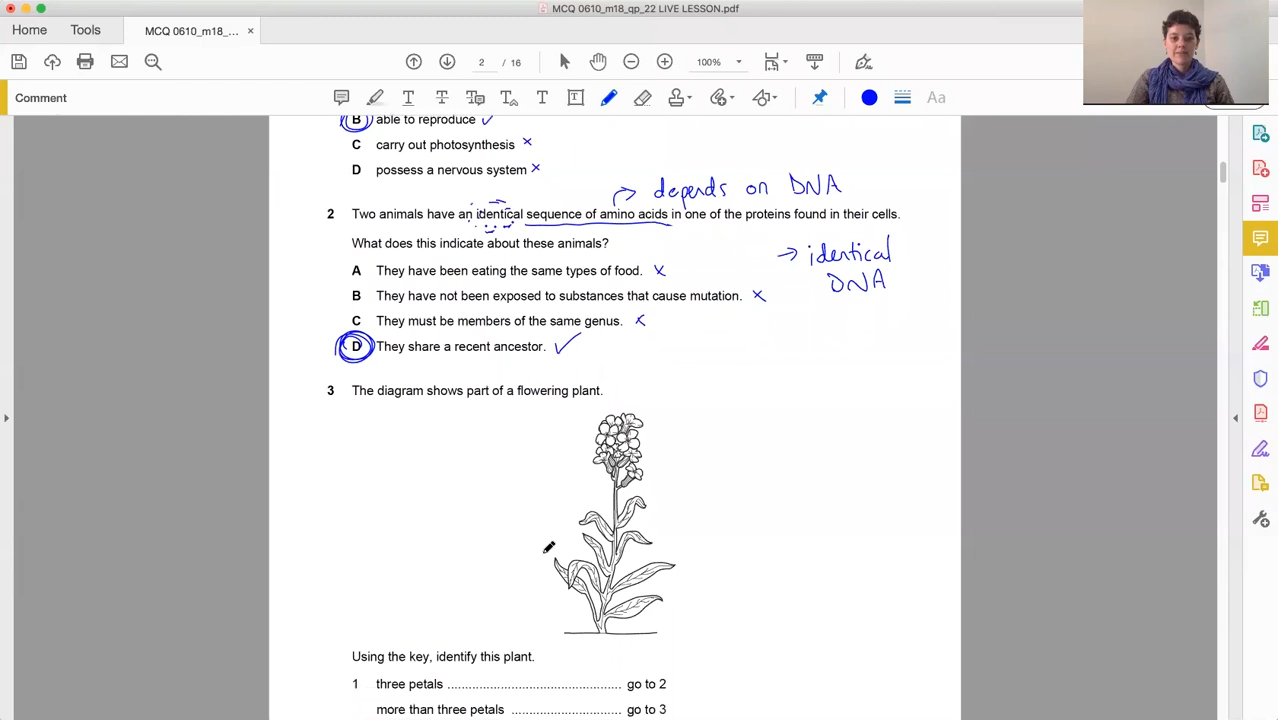 MCQ 0610_m18_qp_22 LIVE LESSON.pdf
Home Tools MCQ 0610_m18_... ×
2 / 16 100%
Comment Aa
B able to reproduce ✓
C carry out photosynthesis ×
D possess a nervous system ×
→ depends on DNA
2 Two animals have an identical sequence of amino acids in one of the proteins found in their cells.
What does this indicate about these animals?
→ identical
DNA
A They have been eating the same types of food. ×
B They have not been exposed to substances that cause mutation. ×
C They must be members of the same genus. ×
D They share a recent ancestor. ✓
3 The diagram shows part of a flowering plant.
Using the key, identify this plant.
1 three petals ................................................ go to 2
more than three petals ............................... go to 3